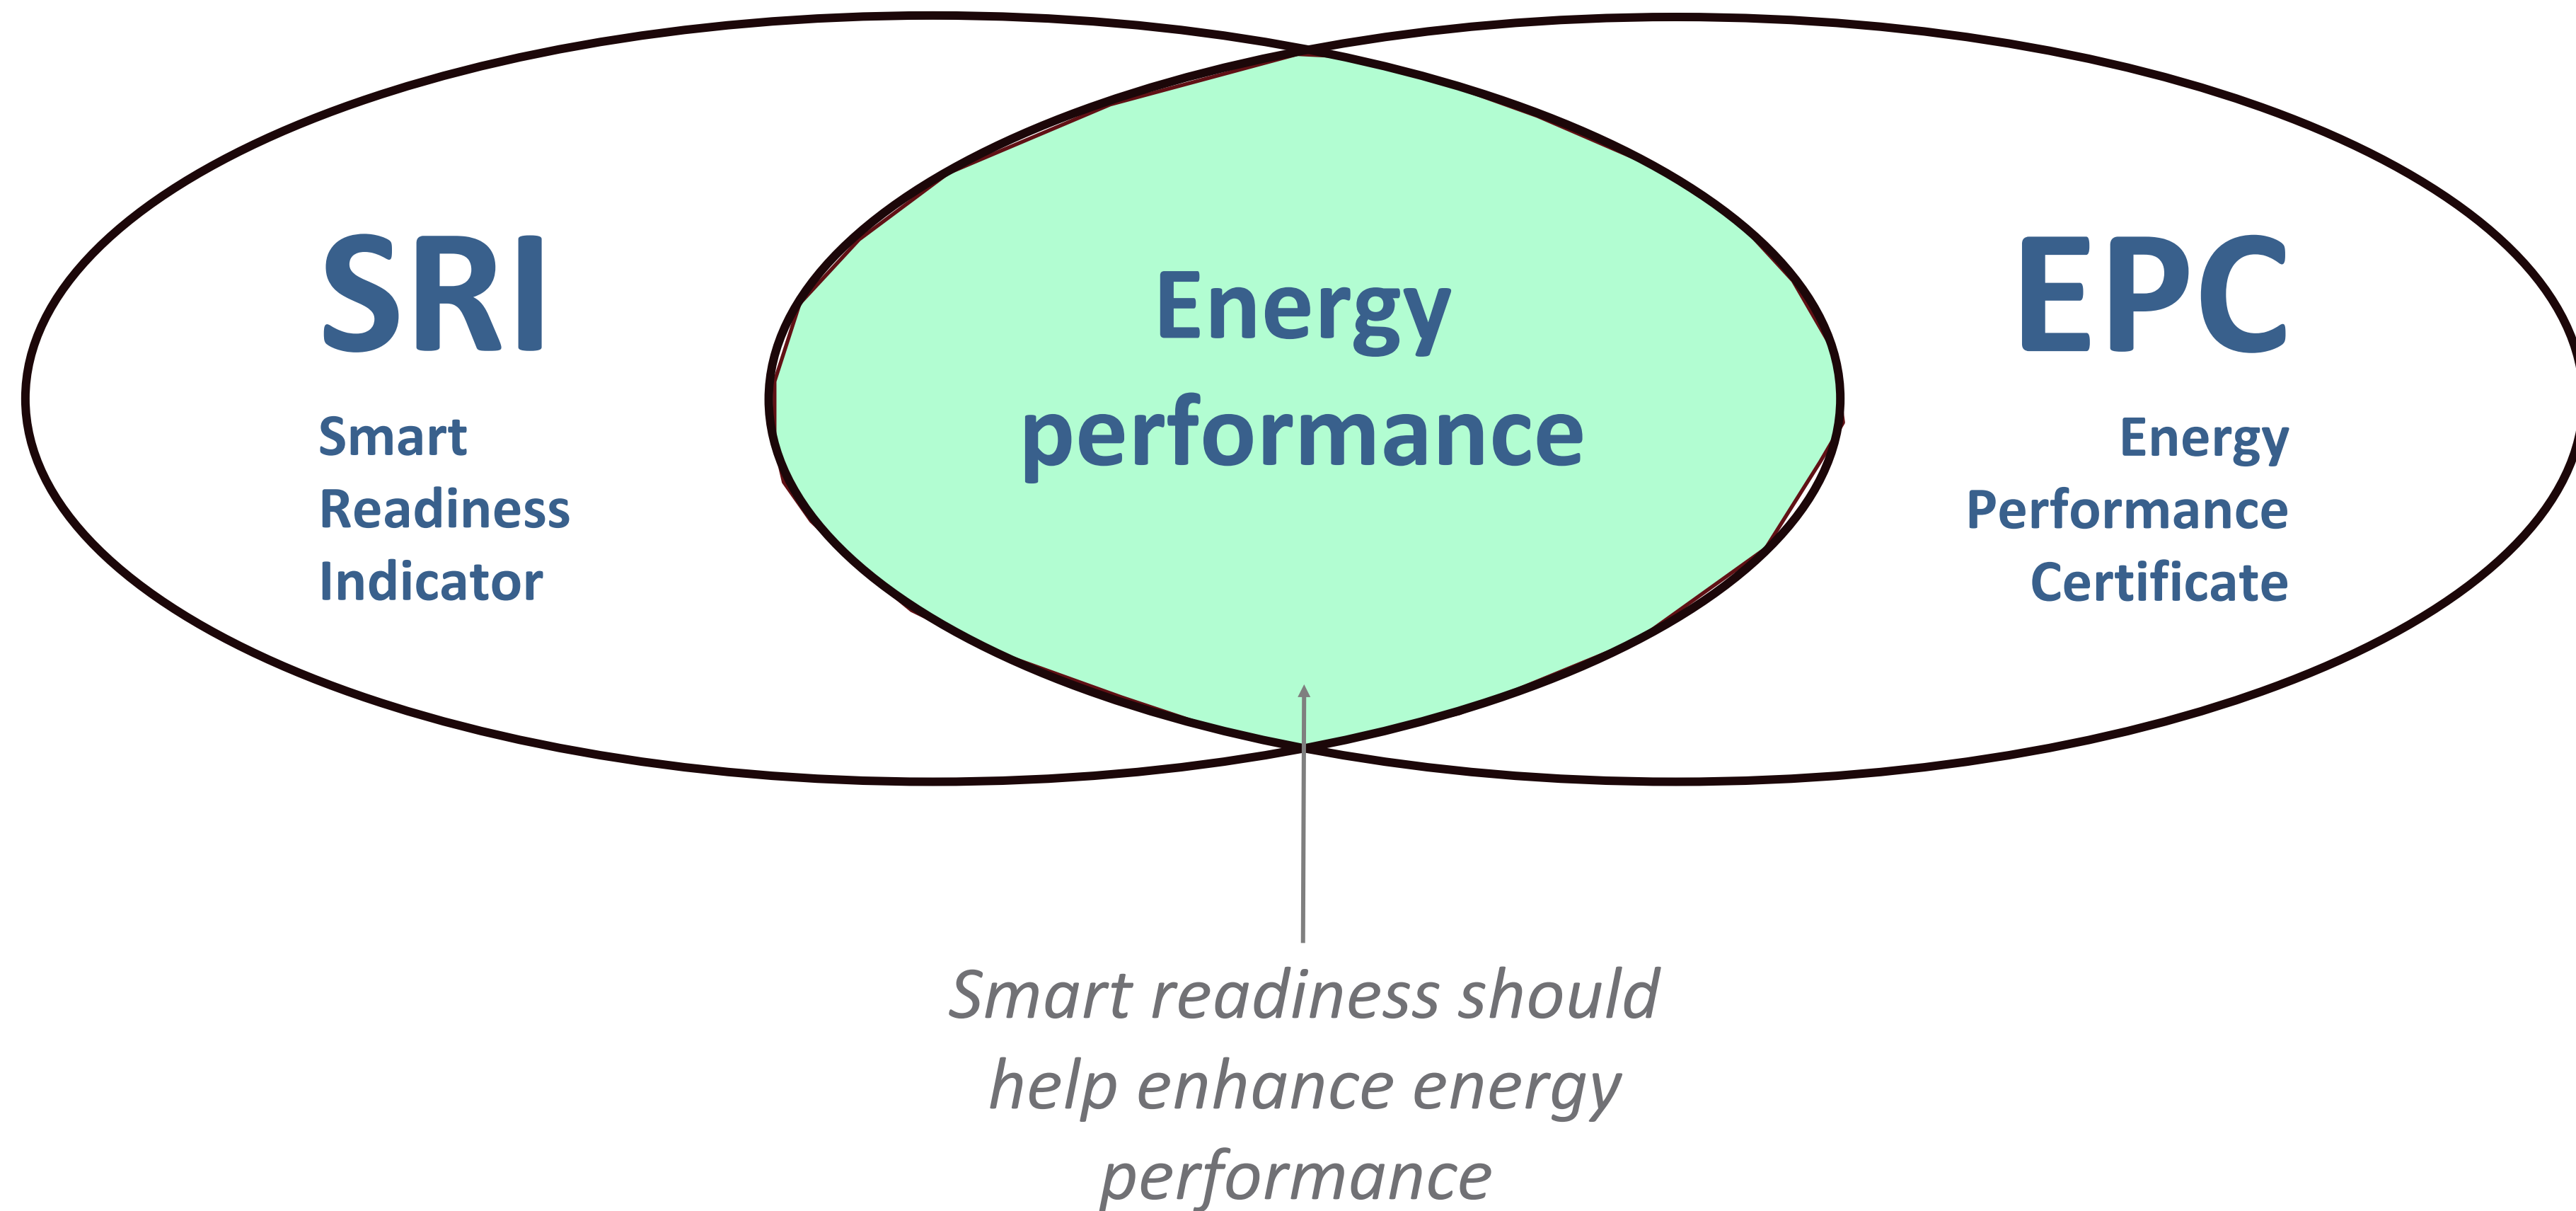 SRI
Smart
Readiness
Indicator
Energy
performance
EPC
Energy
Performance
Certificate
Smart readiness should
help enhance energy
performance